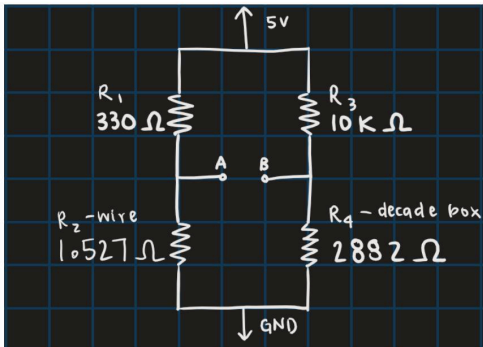 5V
R1
330 Ω
R3
10K Ω
A B
R2-wire
1.527 Ω
R4-decade box
2882 Ω
GND